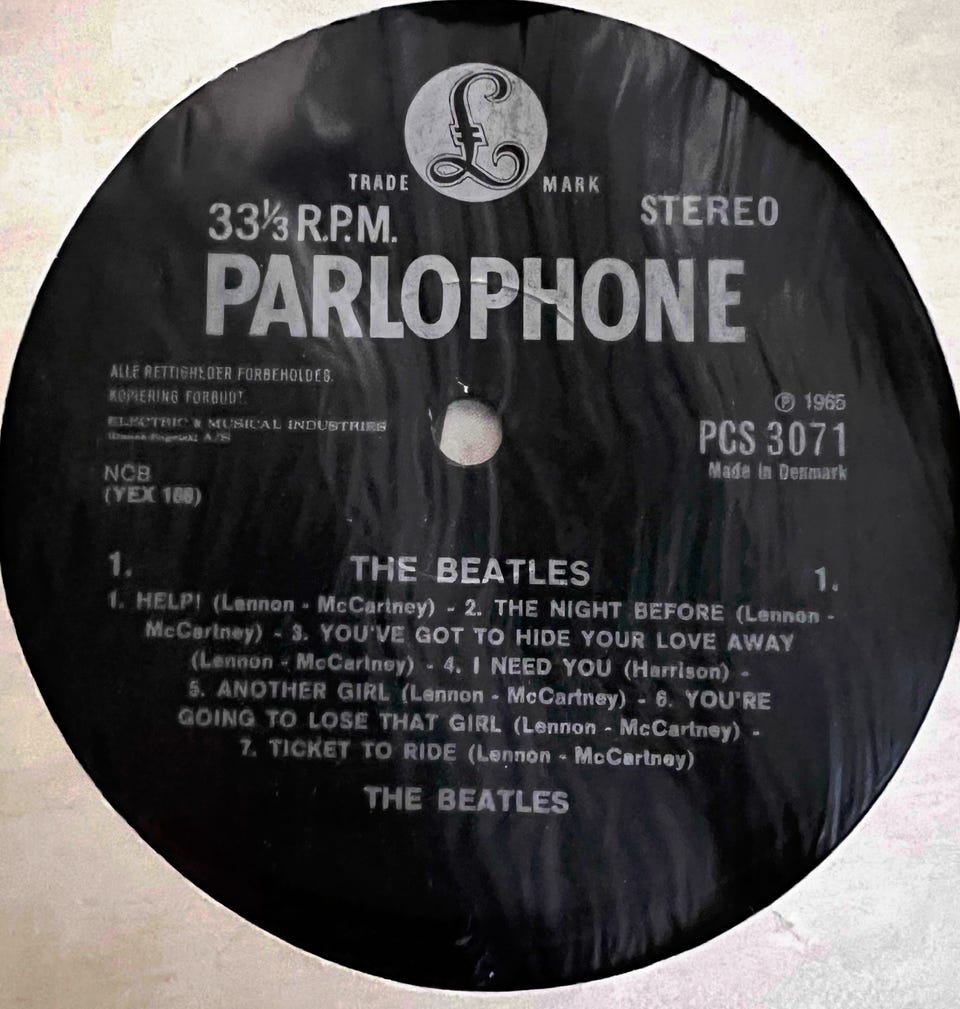 £
TRADE MARK
33⅓ R.P.M.
STEREO
PARLOPHONE
ALLE RETTIGHEDER FORBEHOLDES.
KOPIERING FORBUDT.
ELECTRIC & MUSICAL INDUSTRIES
A/S
NCB
(YEX 168)
Ⓟ 1965
PCS 3071
Made in Denmark
1. THE BEATLES 1.
1. HELP! (Lennon - McCartney) - 2. THE NIGHT BEFORE (Lennon -
McCartney) - 3. YOU'VE GOT TO HIDE YOUR LOVE AWAY
(Lennon - McCartney) - 4. I NEED YOU (Harrison) -
5. ANOTHER GIRL (Lennon - McCartney) - 6. YOU'RE
GOING TO LOSE THAT GIRL (Lennon - McCartney) -
7. TICKET TO RIDE (Lennon - McCartney)
THE BEATLES